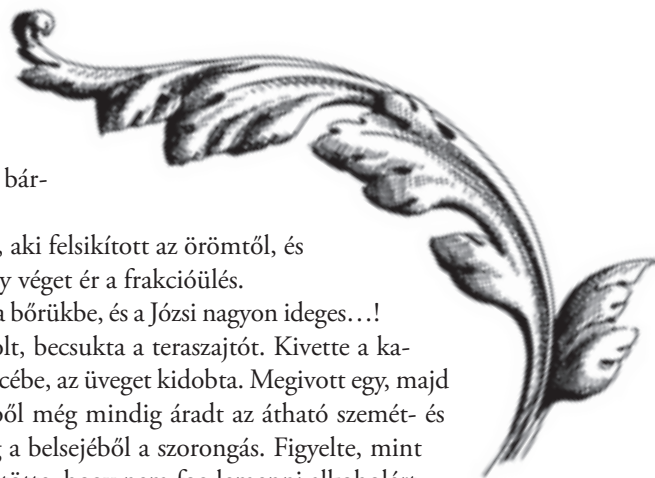 bár-
, aki felsikított az örömtől, és
y véget ér a frakcióülés.
a bőrükbe, és a Józsi nagyon ideges…!
olt, becsukta a teraszajtót. Kivette a ka-
cébe, az üveget kidobta. Megivott egy, majd
ből még mindig áradt az átható szemét- és
g a belsejéből a szorongás. Figyelte, mint